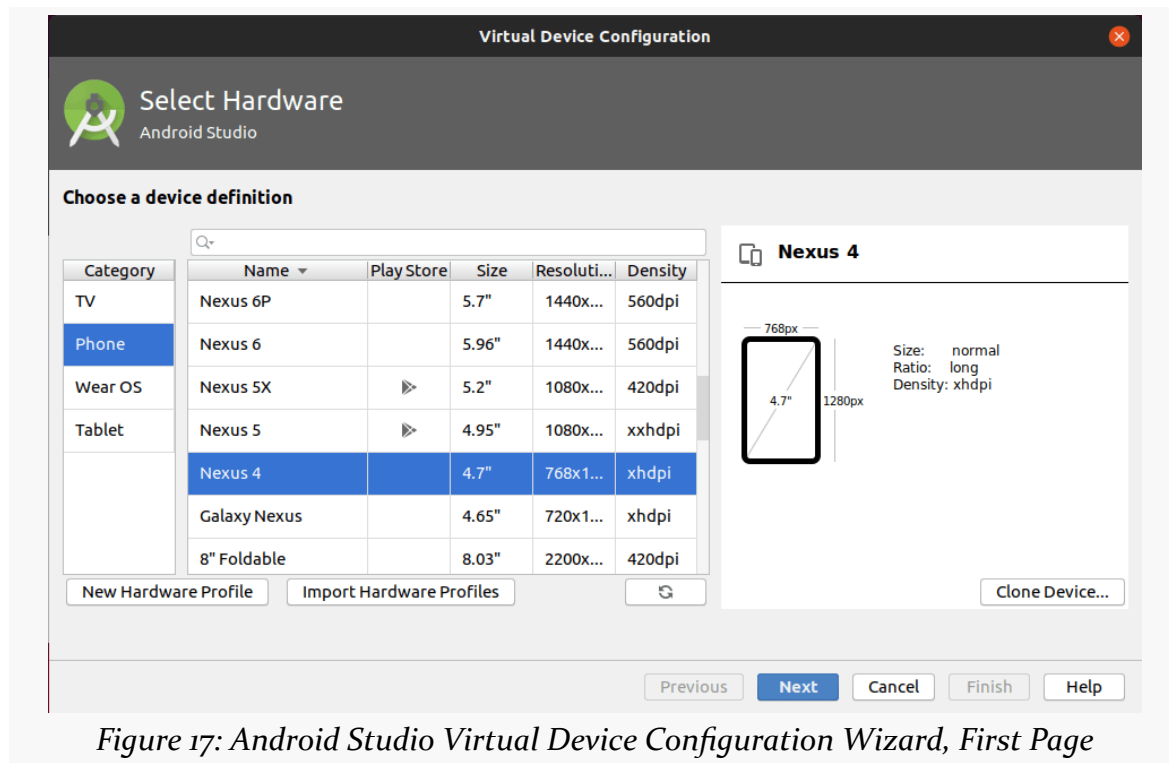 Virtual Device Configuration
Select Hardware
Android Studio
Choose a device definition
Category
TV
Phone
Wear OS
Tablet
Name Play Store Size Resoluti... Density
Nexus 6P 5.7" 1440x... 560dpi
Nexus 6 5.96" 1440x... 560dpi
Nexus 5X 5.2" 1080x... 420dpi
Nexus 5 4.95" 1080x... xxhdpi
Nexus 4 4.7" 768x1... xhdpi
Galaxy Nexus 4.65" 720x1... xhdpi
8" Foldable 8.03" 2200x... 420dpi
New Hardware Profile Import Hardware Profiles
Nexus 4
768px
4.7"
1280px
Size: normal
Ratio: long
Density: xhdpi
Clone Device...
Previous Next Cancel Finish Help
Figure 17: Android Studio Virtual Device Configuration Wizard, First Page